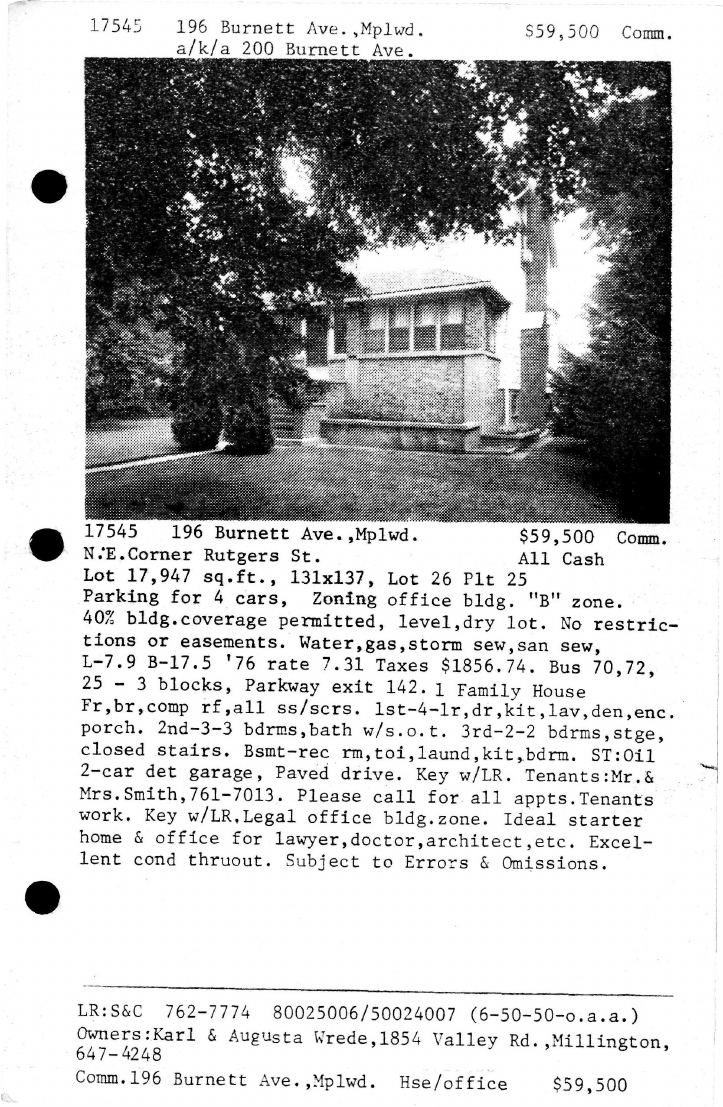 17545 196 Burnett Ave.,Mplwd. $59,500 Comm.
a/k/a 200 Burnett Ave.
17545 196 Burnett Ave.,Mplwd. $59,500 Comm.
N.E.Corner Rutgers St. All Cash
Lot 17,947 sq.ft., 131x137, Lot 26 Plt 25
Parking for 4 cars, Zoning office bldg. "B" zone.
40% bldg.coverage permitted, level,dry lot. No restric-
tions or easements. Water,gas,storm sew,san sew,
L-7.9 B-17.5 '76 rate 7.31 Taxes $1856.74. Bus 70,72,
25 - 3 blocks, Parkway exit 142. 1 Family House
Fr,br,comp rf,all ss/scrs. 1st-4-lr,dr,kit,lav,den,enc.
porch. 2nd-3-3 bdrms,bath w/s.o.t. 3rd-2-2 bdrms,stge,
closed stairs. Bsmt-rec rm,toi,laund,kit,bdrm. ST:Oil
2-car det garage, Paved drive. Key w/LR. Tenants:Mr.&
Mrs.Smith,761-7013. Please call for all appts.Tenants
work. Key w/LR.Legal office bldg.zone. Ideal starter
home & office for lawyer,doctor,architect,etc. Excel-
lent cond thruout. Subject to Errors & Omissions.
LR:S&C 762-7774 80025006/50024007 (6-50-50-o.a.a.)
Owners:Karl & Augusta Wrede,1854 Valley Rd.,Millington,
647-4248
Comm.196 Burnett Ave.,Mplwd. Hse/office $59,500